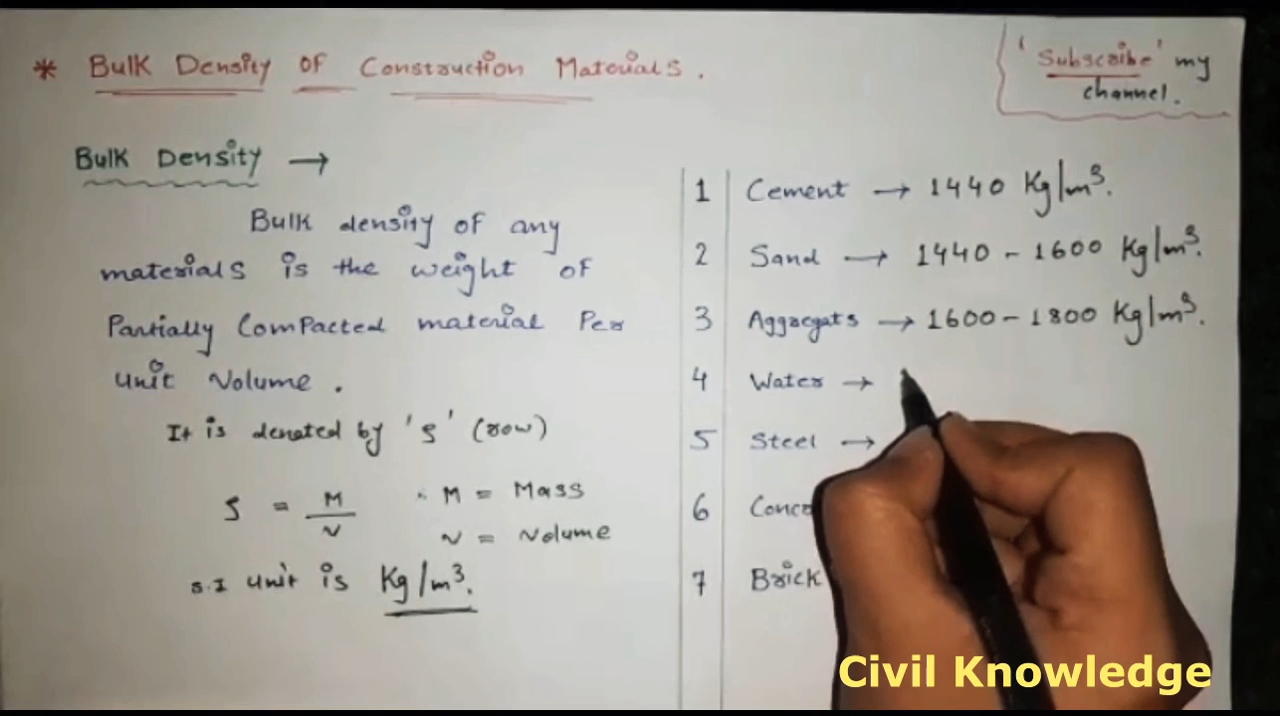 * Bulk Density of Construction Materials.
'Subscribe' my
channel.
Bulk Density →
Bulk density of any
materials is the weight of
Partially Compacted material Per
unit Volume.
It is denoted by 'ρ' (row)
ρ = M/V ∴ M = Mass
V = Volume
S.I unit is Kg/m³.
1 Cement → 1440 Kg/m³.
2 Sand → 1440 - 1600 Kg/m³.
3 Aggregats → 1600 - 1800 Kg/m³.
4 Water →
5 Steel →
6 Conc
7 Brick
Civil Knowledge